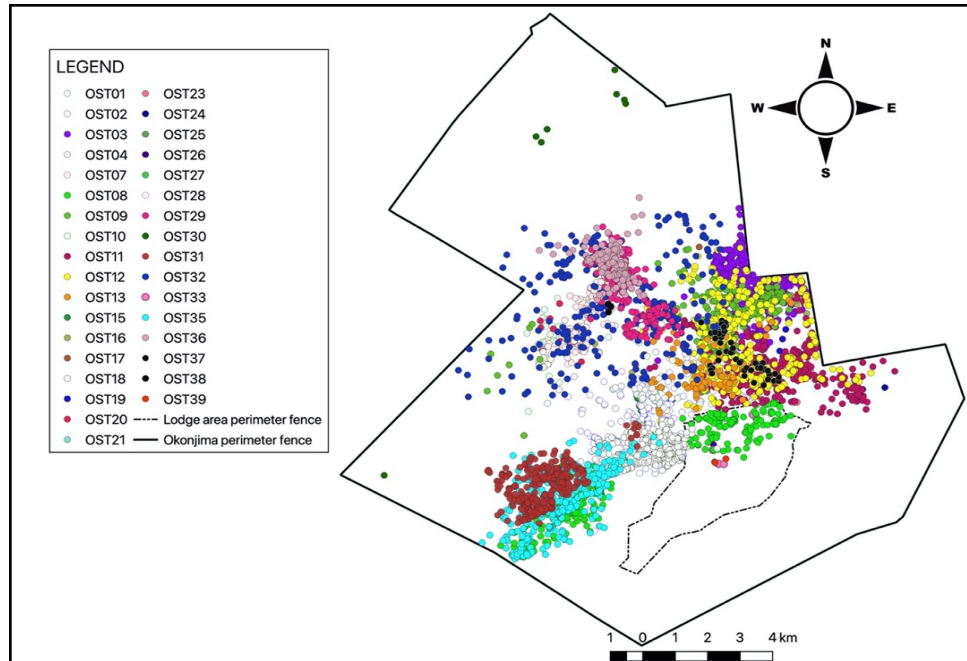 LEGEND
OST01 OST23
OST02 OST24
OST03 OST25
OST04 OST26
OST07 OST27
OST08 OST28
OST09 OST29
OST10 OST30
OST11 OST31
OST12 OST32
OST13 OST33
OST15 OST35
OST16 OST36
OST17 OST37
OST18 OST38
OST19 OST39
OST20 Lodge area perimeter fence
OST21 Okonjima perimeter fence
N
W E
S
1 0 1 2 3 4 km